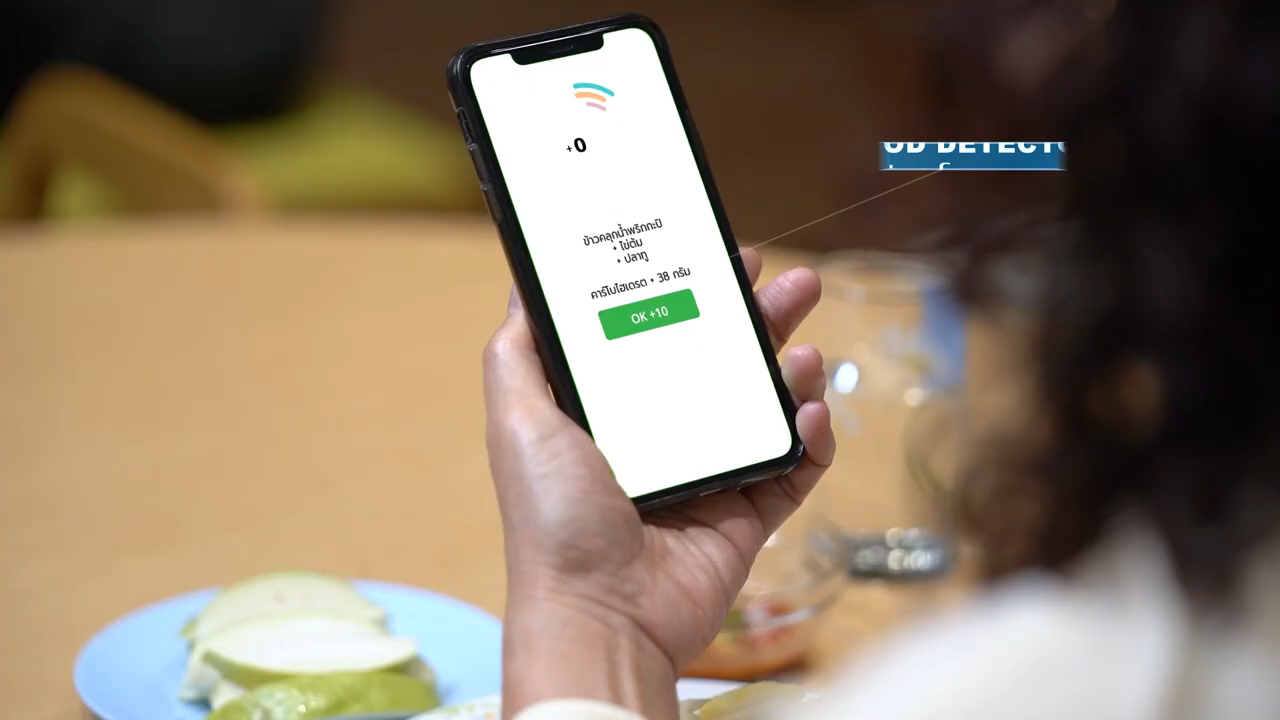 +0
ข้าวคลุกน้ำพริกกะปิ
+ ไข่ต้ม
+ ปลาทู
คาร์โบไฮเดรต + 38 กรัม
OK +10